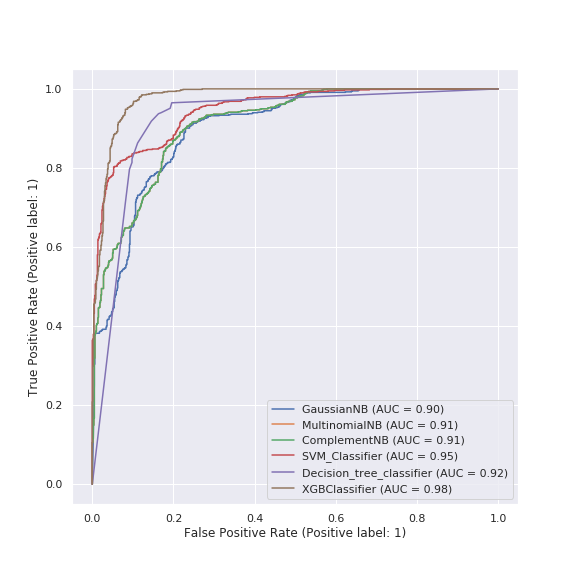 1.0
0.8
0.6
0.4
0.2
0.0
True Positive Rate (Positive label: 1)
GaussianNB (AUC = 0.90)
MultinomialNB (AUC = 0.91)
ComplementNB (AUC = 0.91)
SVM_Classifier (AUC = 0.95)
Decision_tree_classifier (AUC = 0.92)
XGBClassifier (AUC = 0.98)
0.0 0.2 0.4 0.6 0.8 1.0
False Positive Rate (Positive label: 1)